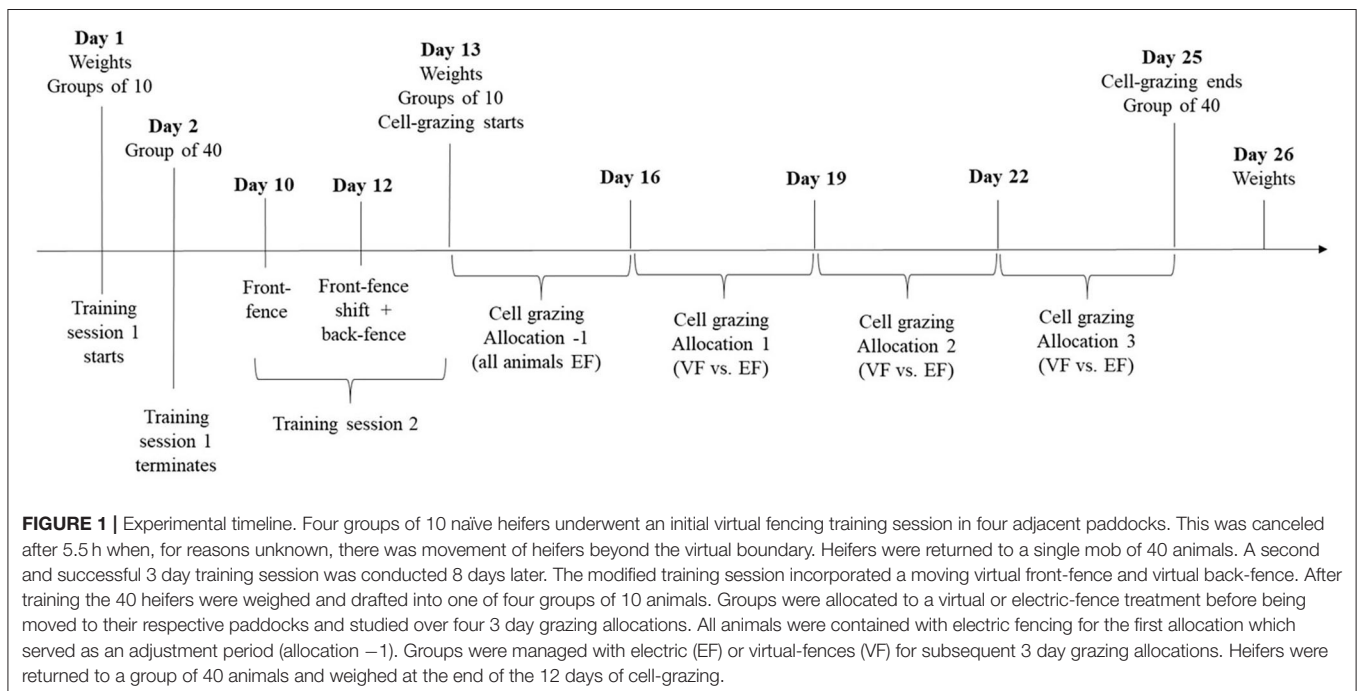 Day 1
Weights
Groups of 10
Day 2
Group of 40
Day 10
Day 12
Day 13
Weights
Groups of 10
Cell-grazing starts
Day 16
Day 19
Day 22
Day 25
Cell-grazing ends
Group of 40
Day 26
Weights
Training
session 1
starts
Training
session 1
terminates
Front-
fence
Front-fence
shift +
back-fence
Training session 2
Cell grazing
Allocation -1
(all animals EF)
Cell grazing
Allocation 1
(VF vs. EF)
Cell grazing
Allocation 2
(VF vs. EF)
Cell grazing
Allocation 3
(VF vs. EF)
FIGURE 1 | Experimental timeline. Four groups of 10 naïve heifers underwent an initial virtual fencing training session in four adjacent paddocks. This was canceled
after 5.5 h when, for reasons unknown, there was movement of heifers beyond the virtual boundary. Heifers were returned to a single mob of 40 animals. A second
and successful 3 day training session was conducted 8 days later. The modified training session incorporated a moving virtual front-fence and virtual back-fence. After
training the 40 heifers were weighed and drafted into one of four groups of 10 animals. Groups were allocated to a virtual or electric-fence treatment before being
moved to their respective paddocks and studied over four 3 day grazing allocations. All animals were contained with electric fencing for the first allocation which
served as an adjustment period (allocation −1). Groups were managed with electric (EF) or virtual-fences (VF) for subsequent 3 day grazing allocations. Heifers were
returned to a group of 40 animals and weighed at the end of the 12 days of cell-grazing.